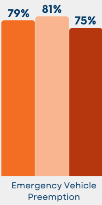 79% 81% 75%
Emergency Vehicle
Preemption